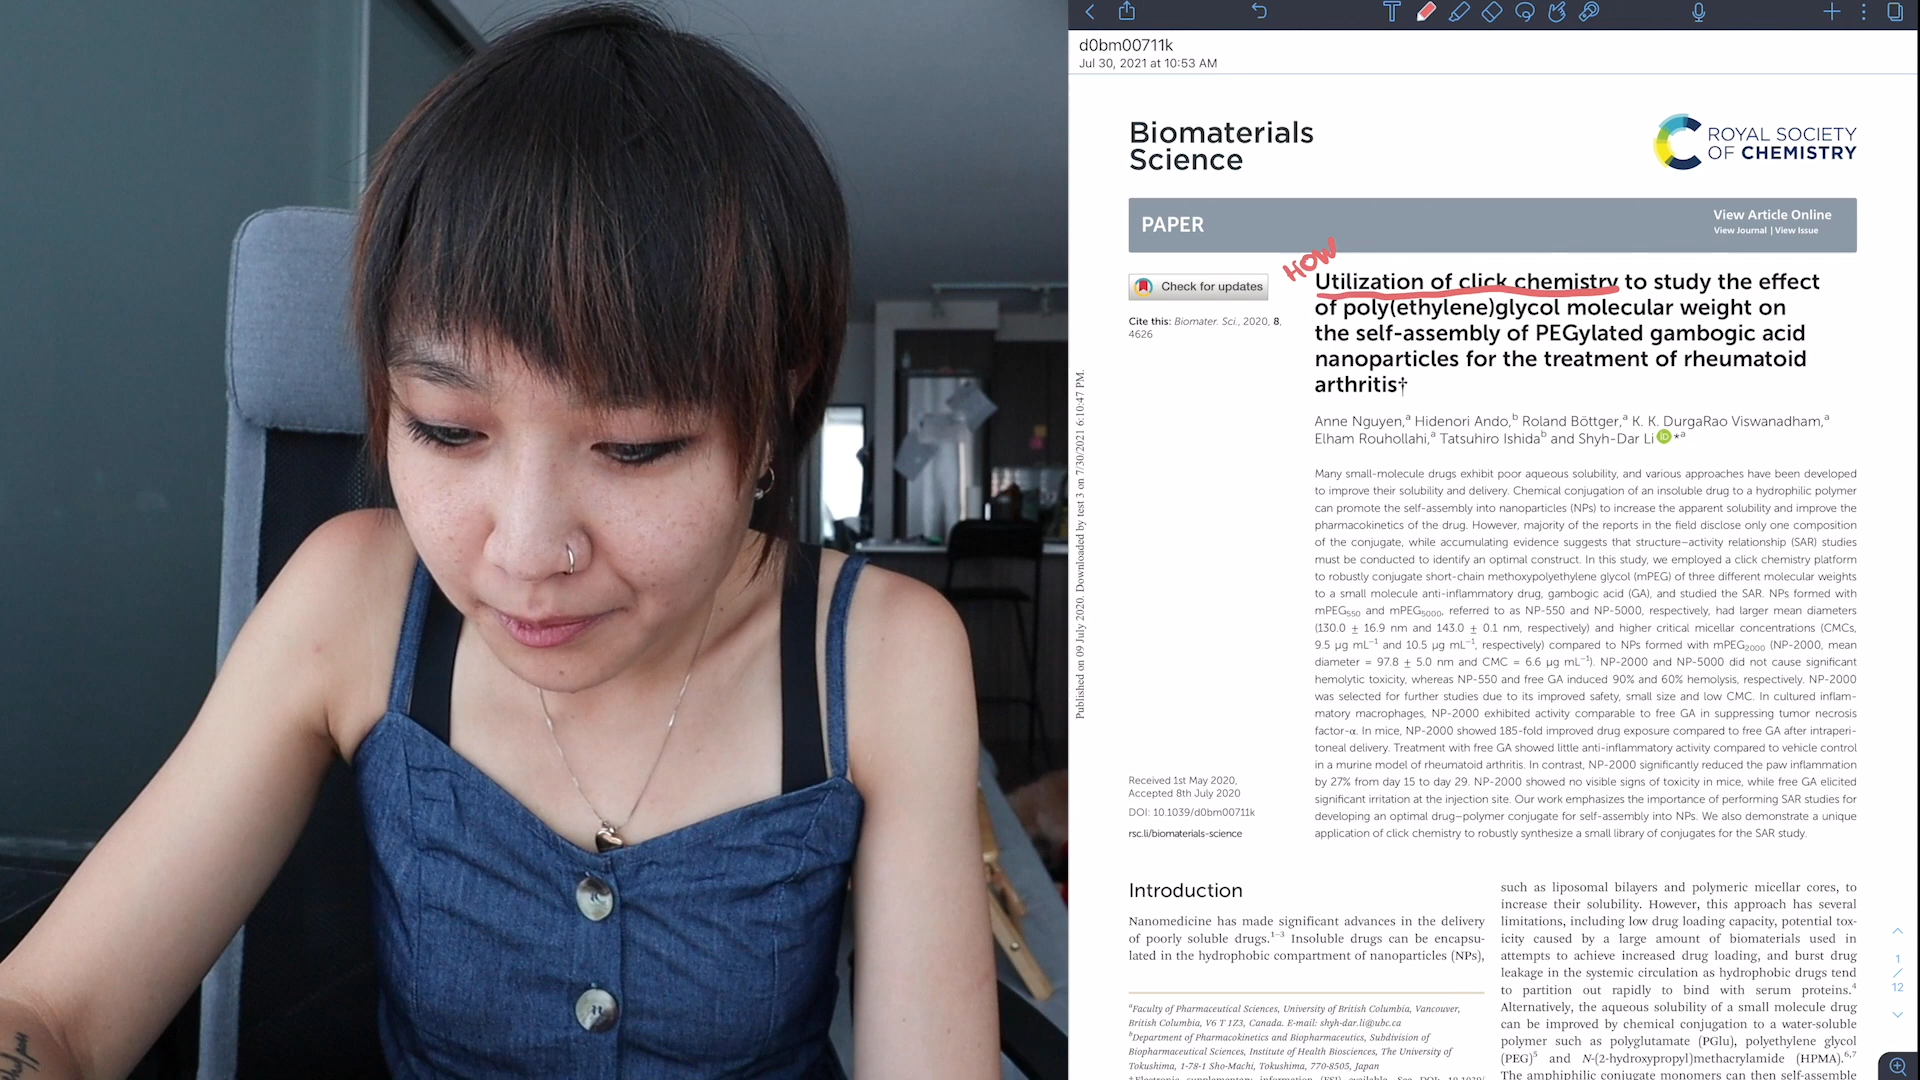 d0bm00711k
Jul 30, 2021 at 10:53 AM
Biomaterials
Science
ROYAL SOCIETY
OF CHEMISTRY
PAPER
View Article Online
View Journal | View Issue
HOW
Check for updates
Cite this: Biomater. Sci., 2020, 8,
4626
Utilization of click chemistry to study the effect
of poly(ethylene)glycol molecular weight on
the self-assembly of PEGylated gambogic acid
nanoparticles for the treatment of rheumatoid
arthritis†
Anne Nguyen,ᵃ Hidenori Ando,ᵇ Roland Böttger,ᵃ K. K. DurgaRao Viswanadham,ᵃ
Elham Rouhollahi,ᵃ Tatsuhiro Ishidaᵇ and Shyh-Dar Li iD *ᵃ
Many small-molecule drugs exhibit poor aqueous solubility, and various approaches have been developed
to improve their solubility and delivery. Chemical conjugation of an insoluble drug to a hydrophilic polymer
can promote the self-assembly into nanoparticles (NPs) to increase the apparent solubility and improve the
pharmacokinetics of the drug. However, majority of the reports in the field disclose only one composition
of the conjugate, while accumulating evidence suggests that structure–activity relationship (SAR) studies
must be conducted to identify an optimal construct. In this study, we employed a click chemistry platform
to robustly conjugate short-chain methoxypolyethylene glycol (mPEG) of three different molecular weights
to a small molecule anti-inflammatory drug, gambogic acid (GA), and studied the SAR. NPs formed with
mPEG₅₅₀ and mPEG₅₀₀₀, referred to as NP-550 and NP-5000, respectively, had larger mean diameters
(130.0 ± 16.9 nm and 143.0 ± 0.1 nm, respectively) and higher critical micellar concentrations (CMCs,
9.5 μg mL⁻¹ and 10.5 μg mL⁻¹, respectively) compared to NPs formed with mPEG₂₀₀₀ (NP-2000, mean
diameter = 97.8 ± 5.0 nm and CMC = 6.6 μg mL⁻¹). NP-2000 and NP-5000 did not cause significant
hemolytic toxicity, whereas NP-550 and free GA induced 90% and 60% hemolysis, respectively. NP-2000
was selected for further studies due to its improved safety, small size and low CMC. In cultured inflam-
matory macrophages, NP-2000 exhibited activity comparable to free GA in suppressing tumor necrosis
factor-α. In mice, NP-2000 showed 185-fold improved drug exposure compared to free GA after intraperi-
toneal delivery. Treatment with free GA showed little anti-inflammatory activity compared to vehicle control
in a murine model of rheumatoid arthritis. In contrast, NP-2000 significantly reduced the paw inflammation
by 27% from day 15 to day 29. NP-2000 showed no visible signs of toxicity in mice, while free GA elicited
significant irritation at the injection site. Our work emphasizes the importance of performing SAR studies for
developing an optimal drug–polymer conjugate for self-assembly into NPs. We also demonstrate a unique
application of click chemistry to robustly synthesize a small library of conjugates for the SAR study.
Received 1st May 2020,
Accepted 8th July 2020
DOI: 10.1039/d0bm00711k
rsc.li/biomaterials-science
Published on 09 July 2020. Downloaded by test 3 on 7/30/2021 6:10:47 PM.
Introduction
Nanomedicine has made significant advances in the delivery
of poorly soluble drugs.¹⁻³ Insoluble drugs can be encapsu-
lated in the hydrophobic compartment of nanoparticles (NPs),
ᵃFaculty of Pharmaceutical Sciences, University of British Columbia, Vancouver,
British Columbia, V6 T 1Z3, Canada. E-mail: shyh-dar.li@ubc.ca
ᵇDepartment of Pharmacokinetics and Biopharmaceutics, Subdivision of
Biopharmaceutical Sciences, Institute of Health Biosciences, The University of
Tokushima, 1-78-1 Sho-Machi, Tokushima, 770-8505, Japan
†Electronic supplementary information (ESI) available. See DOI: 10.1039/
such as liposomal bilayers and polymeric micellar cores, to
increase their solubility. However, this approach has several
limitations, including low drug loading capacity, potential tox-
icity caused by a large amount of biomaterials used in
attempts to achieve increased drug loading, and burst drug
leakage in the systemic circulation as hydrophobic drugs tend
to partition out rapidly to bind with serum proteins.⁴
Alternatively, the aqueous solubility of a small molecule drug
can be improved by chemical conjugation to a water-soluble
polymer such as polyglutamate (PGlu), polyethylene glycol
(PEG)⁵ and N-(2-hydroxypropyl)methacrylamide (HPMA).⁶,⁷
The amphiphilic conjugate monomers can then self-assemble
1
/
12